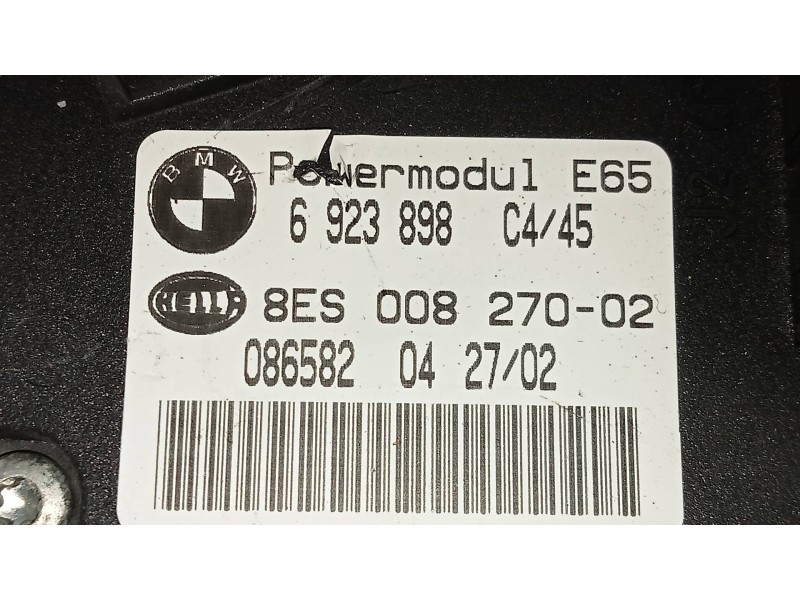 BMW
Powermodul E65
6 923 898 C4/45
HELLA
8ES 008 270-02
086582 04 27/02